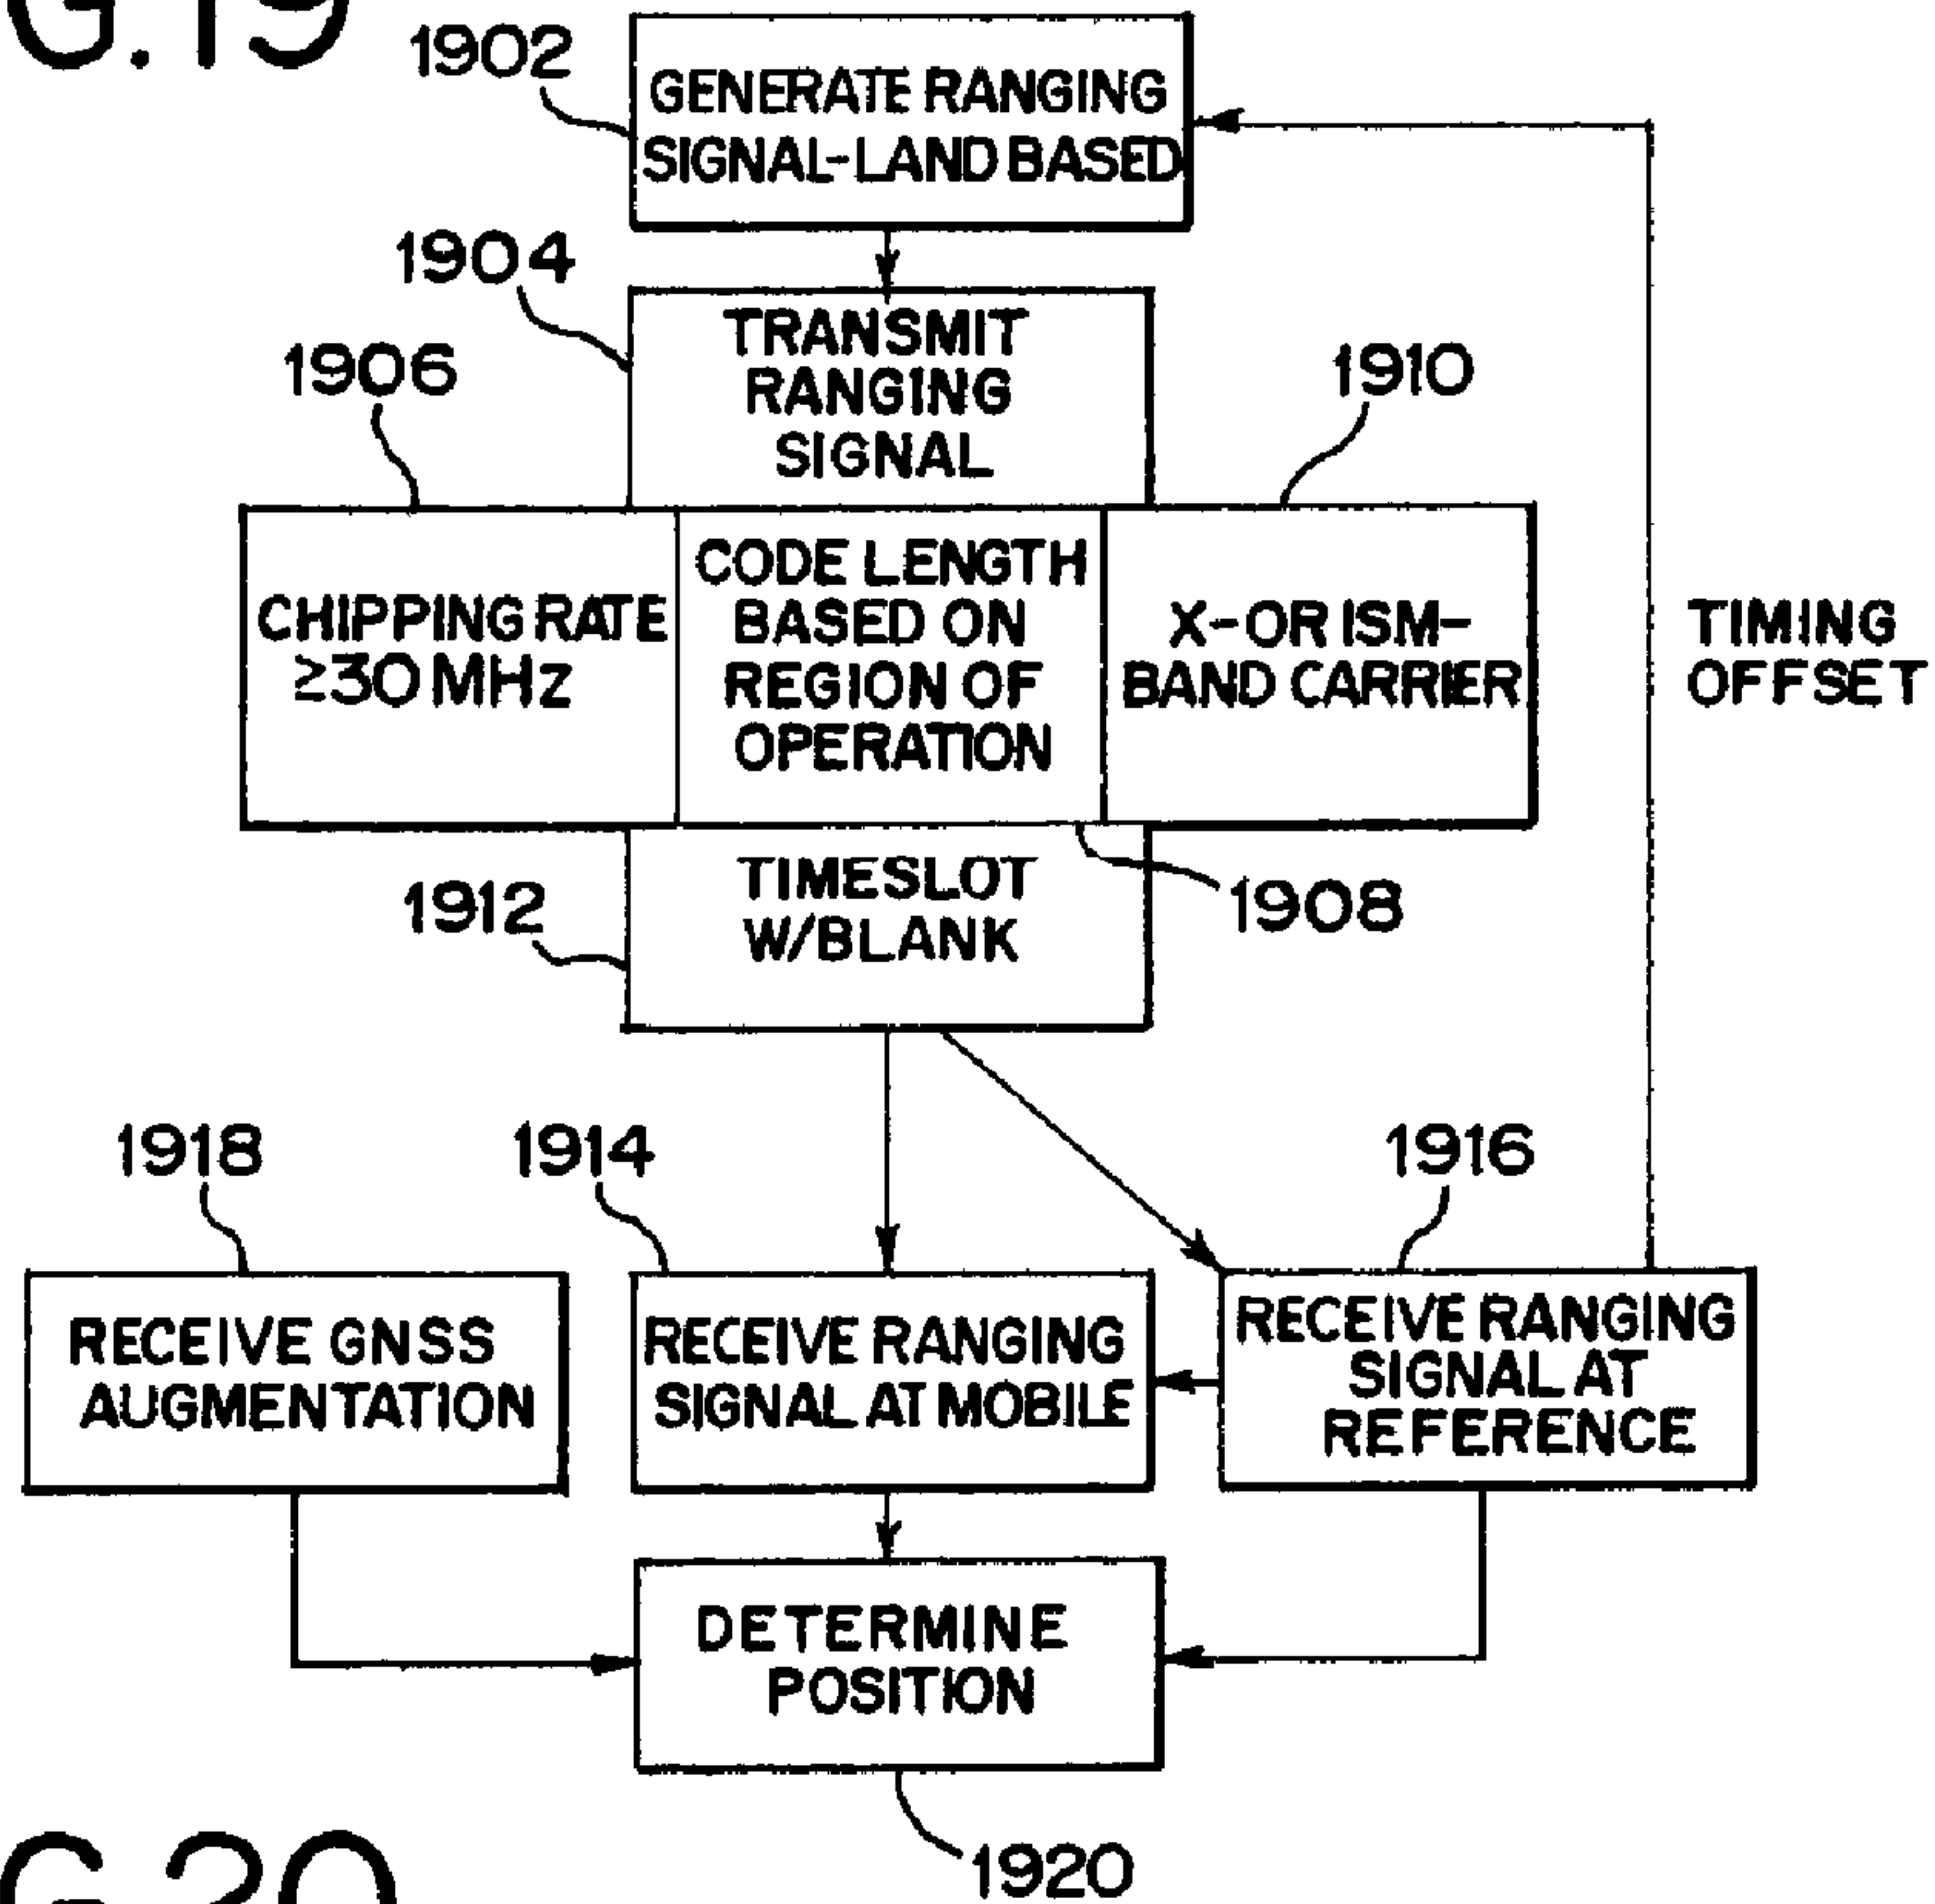 G.19
1902
GENERATE RANGING
SIGNAL-LAND BASED
1904
TRANSMIT
RANGING
SIGNAL
1906
1910
CHIPPING RATE
≥30 MHz
CODE LENGTH
BASED ON
REGION OF
OPERATION
X-OR ISM-
BAND CARRIER
TIMING
OFFSET
TIMESLOT
W/BLANK
1912
1908
1918
1914
1916
RECEIVE GNSS
AUGMENTATION
RECEIVE RANGING
SIGNAL AT MOBILE
RECEIVE RANGING
SIGNAL AT
REFERENCE
DETERMINE
POSITION
1920
G.20